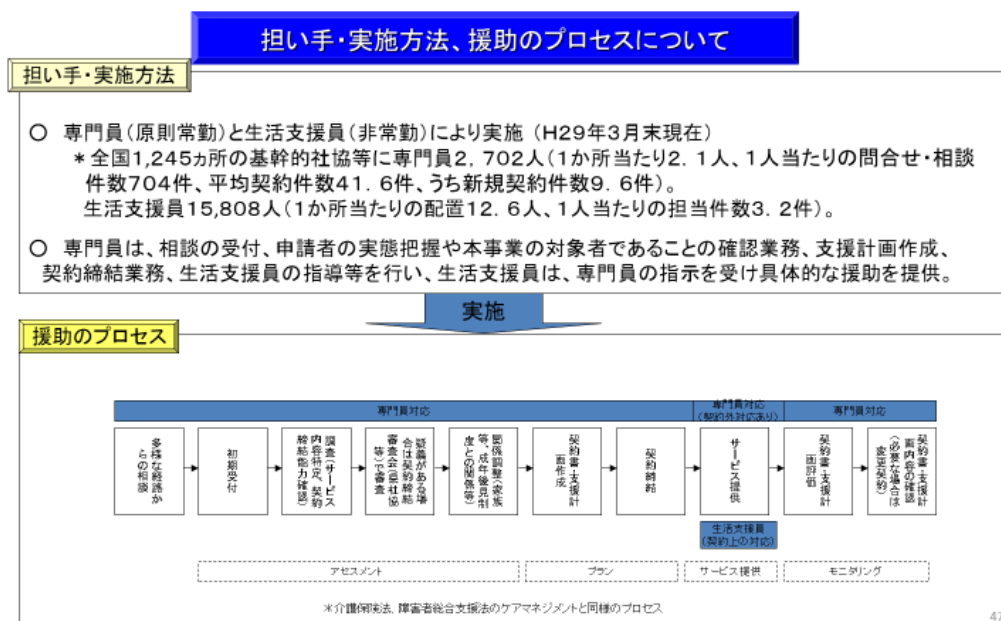 担い手・実施方法、援助のプロセスについて
担い手・実施方法
○ 専門員(原則常勤)と生活支援員(非常勤)により実施 (H29年3月末現在)
*全国1,245ヵ所の基幹的社協等に専門員2,702人(1か所当たり2.1人、1人当たりの問合せ・相談
件数704件、平均契約件数41.6件、うち新規契約件数9.6件)。
生活支援員15,808人(1か所当たりの配置12.6人、1人当たりの担当件数3.2件)。
○ 専門員は、相談の受付、申請者の実態把握や本事業の対象者であることの確認業務、支援計画作成、
契約締結業務、生活支援員の指導等を行い、生活支援員は、専門員の指示を受け具体的な援助を提供。
実施
援助のプロセス
専門員対応
専門員対応
(契約外対応あり)
専門員対応
多様な経路か
らの相談
初期受付
調査(サービス
内容特定、契約
締結能力確認)
疑義がある場
合は契約締結
審査会(県社協
等)で審査
関係調整(家族
等、成年後見制
度との関係等)
契約書・支援計
画作成
契約締結
サービス提供
契約書・支援計
画評価
契約書・支援計
画内容の確認
(必要な場合は
変更契約)
生活支援員
(契約上の対応)
アセスメント
プラン
サービス提供
モニタリング
*介護保険法、障害者総合支援法のケアマネジメントと同様のプロセス
47